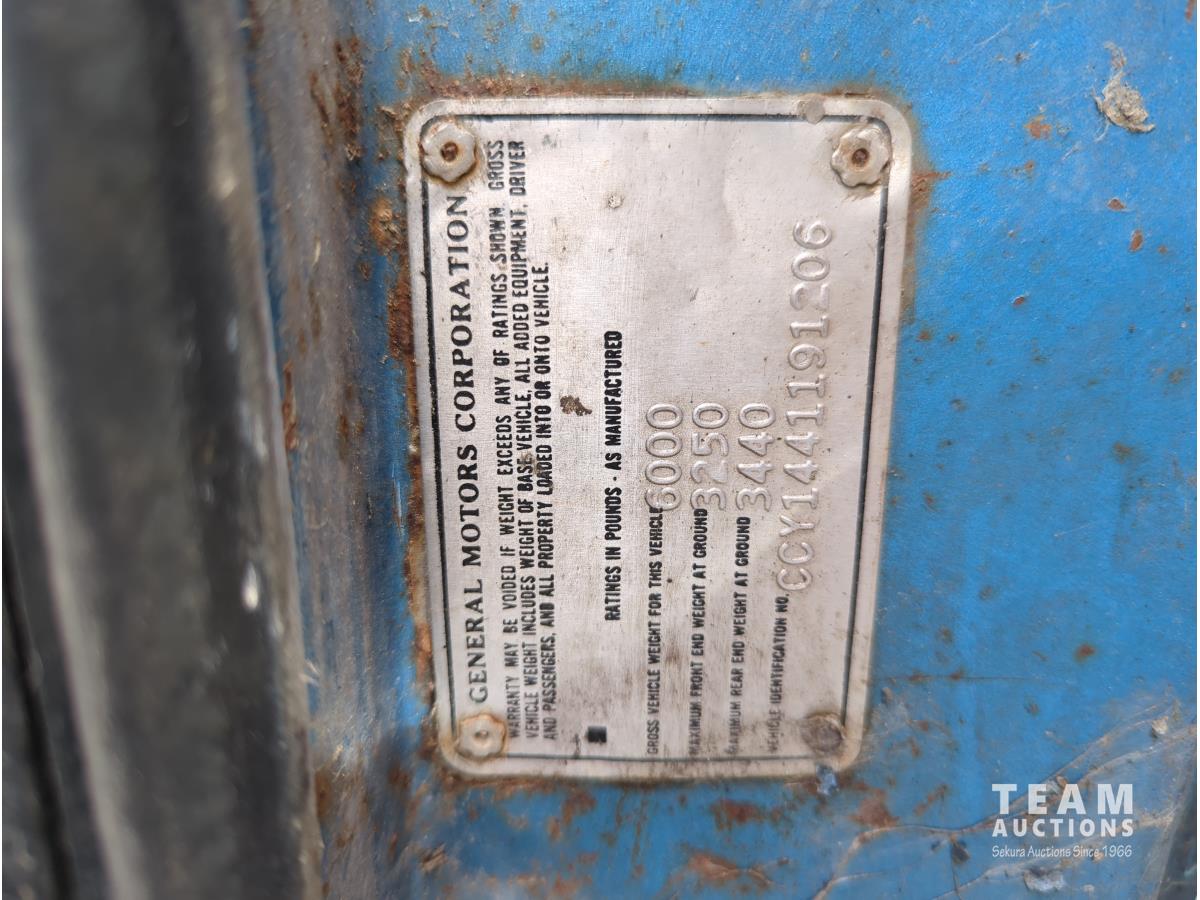 GENERAL MOTORS CORPORATION
WARRANTY MAY BE VOIDED IF WEIGHT EXCEEDS ANY OF RATINGS SHOWN. GROSS
VEHICLE WEIGHT INCLUDES WEIGHT OF BASE VEHICLE, ALL ADDED EQUIPMENT, DRIVER
AND PASSENGERS, AND ALL PROPERTY LOADED INTO OR ONTO VEHICLE.
RATINGS IN POUNDS - AS MANUFACTURED
GROSS VEHICLE WEIGHT FOR THIS VEHICLE 6000
MAXIMUM FRONT END WEIGHT AT GROUND 3250
MAXIMUM REAR END WEIGHT AT GROUND 3440
VEHICLE IDENTIFICATION NO. CCY1441191206
TEAM
AUCTIONS
Sekura Auctions Since 1966